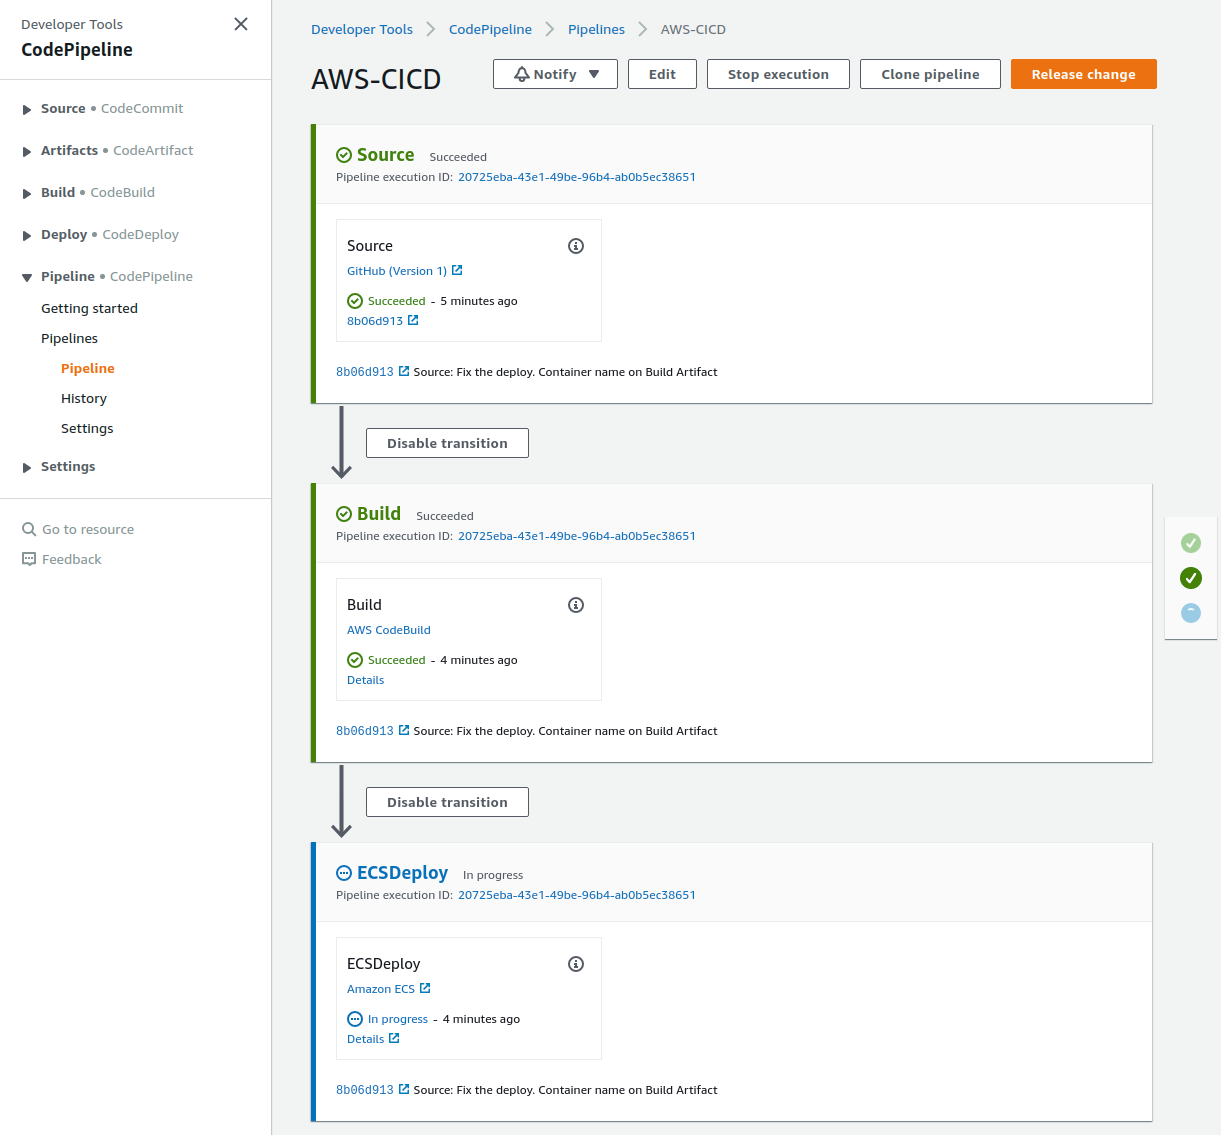 Developer Tools
CodePipeline
Source • CodeCommit
Artifacts • CodeArtifact
Build • CodeBuild
Deploy • CodeDeploy
Pipeline • CodePipeline
Getting started
Pipelines
Pipeline
History
Settings
Settings
Go to resource
Feedback
Developer Tools > CodePipeline > Pipelines > AWS-CICD
AWS-CICD
Notify
Edit
Stop execution
Clone pipeline
Release change
Source Succeeded
Pipeline execution ID: 20725eba-43e1-49be-96b4-ab0b5ec38651
Source
GitHub (Version 1)
Succeeded - 5 minutes ago
8b06d913
8b06d913 Source: Fix the deploy. Container name on Build Artifact
Disable transition
Build Succeeded
Pipeline execution ID: 20725eba-43e1-49be-96b4-ab0b5ec38651
Build
AWS CodeBuild
Succeeded - 4 minutes ago
Details
8b06d913 Source: Fix the deploy. Container name on Build Artifact
Disable transition
ECSDeploy In progress
Pipeline execution ID: 20725eba-43e1-49be-96b4-ab0b5ec38651
ECSDeploy
Amazon ECS
In progress - 4 minutes ago
Details
8b06d913 Source: Fix the deploy. Container name on Build Artifact